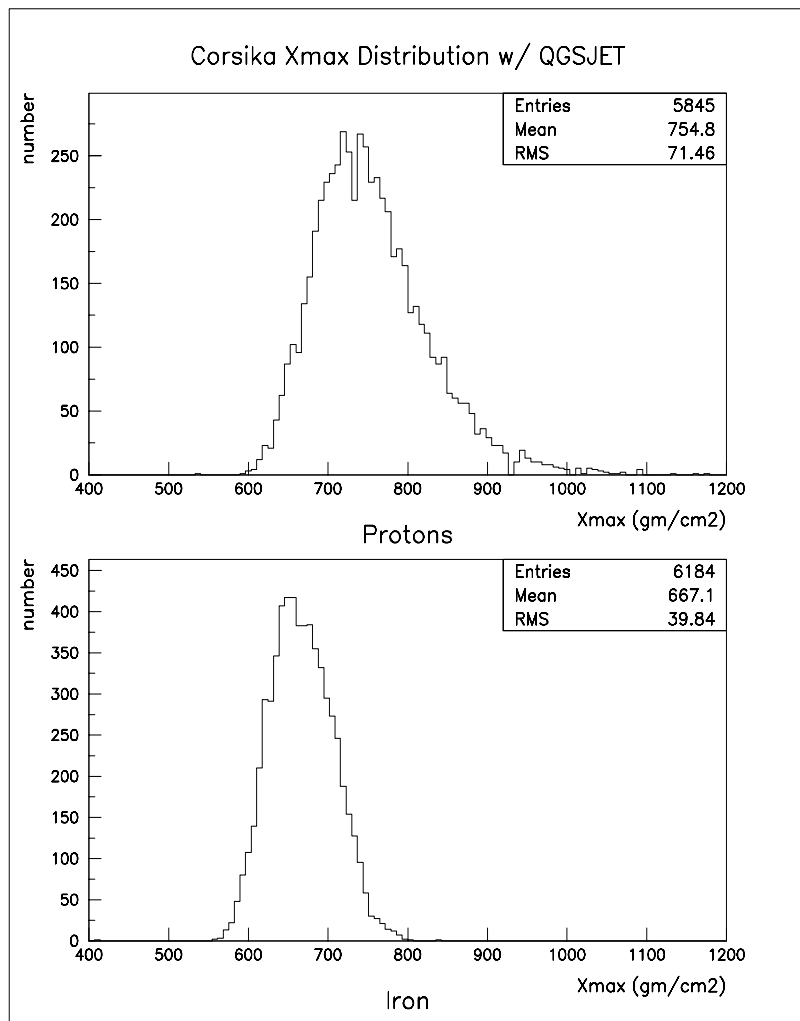 Corsika Xmax Distribution w/ QGSJET
number
Entries 5845
Mean 754.8
RMS 71.46
250
200
150
100
50
0
400 500 600 700 800 900 1000 1100 1200
Xmax (gm/cm2)
Protons
number
Entries 6184
Mean 667.1
RMS 39.84
450
400
350
300
250
200
150
100
50
0
400 500 600 700 800 900 1000 1100 1200
Xmax (gm/cm2)
Iron